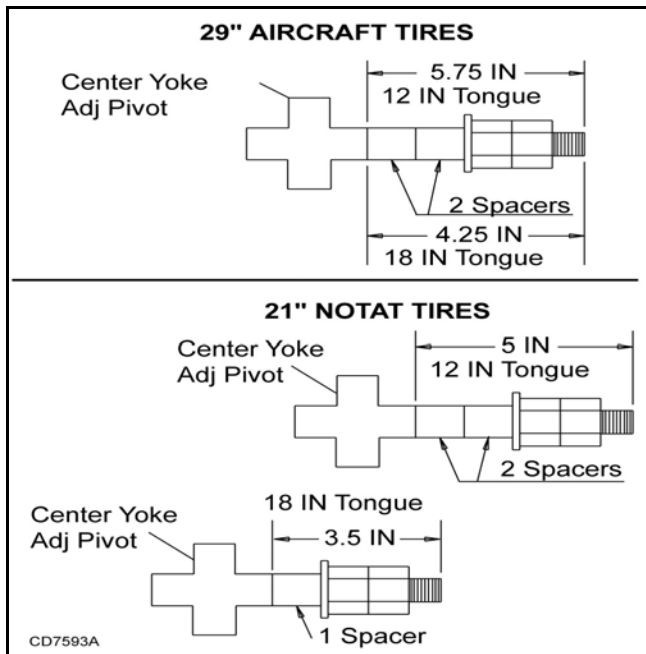 29" AIRCRAFT TIRES
Center Yoke
Adj Pivot
5.75 IN
12 IN Tongue
2 Spacers
4.25 IN
18 IN Tongue
21" NOTAT TIRES
Center Yoke
Adj Pivot
5 IN
12 IN Tongue
2 Spacers
18 IN Tongue
3.5 IN
Center Yoke
Adj Pivot
1 Spacer
CD7593A